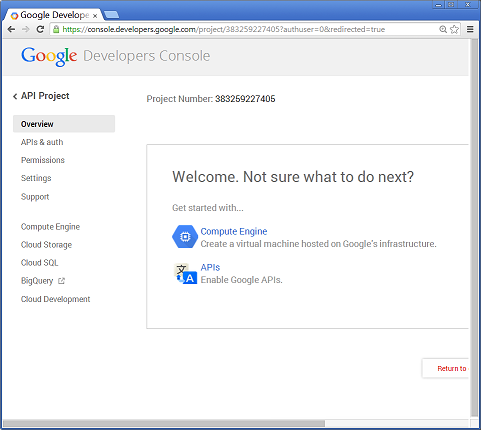 Google Develope
https://console.developers.google.com/project/383259227405?authuser=0&redirected=true
Google Developers Console
API Project
Project Number: 383259227405
Overview
APIs & auth
Permissions
Settings
Support
Compute Engine
Cloud Storage
Cloud SQL
BigQuery
Cloud Development
Welcome. Not sure what to do next?
Get started with...
Compute Engine
Create a virtual machine hosted on Google's infrastructure.
文 A
APIs
Enable Google APIs.
Return to